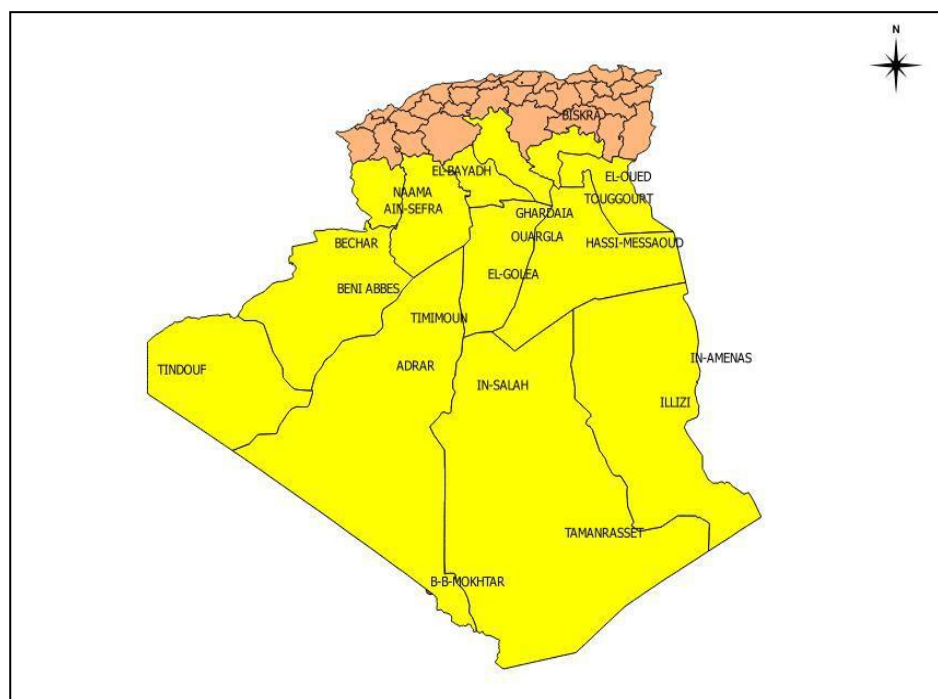 N
BISKRA
EL-BAYADH
EL-OUED
NAAMA
TOUGGOURT
AIN-SEFRA
GHARDAIA
OUARGLA
BECHAR
HASSI-MESSAOUD
EL-GOLEA
BENI ABBES
TIMIMOUN
IN-AMENAS
ADRAR
TINDOUF
IN-SALAH
ILLIZI
TAMANRASSET
B-B-MOKHTAR